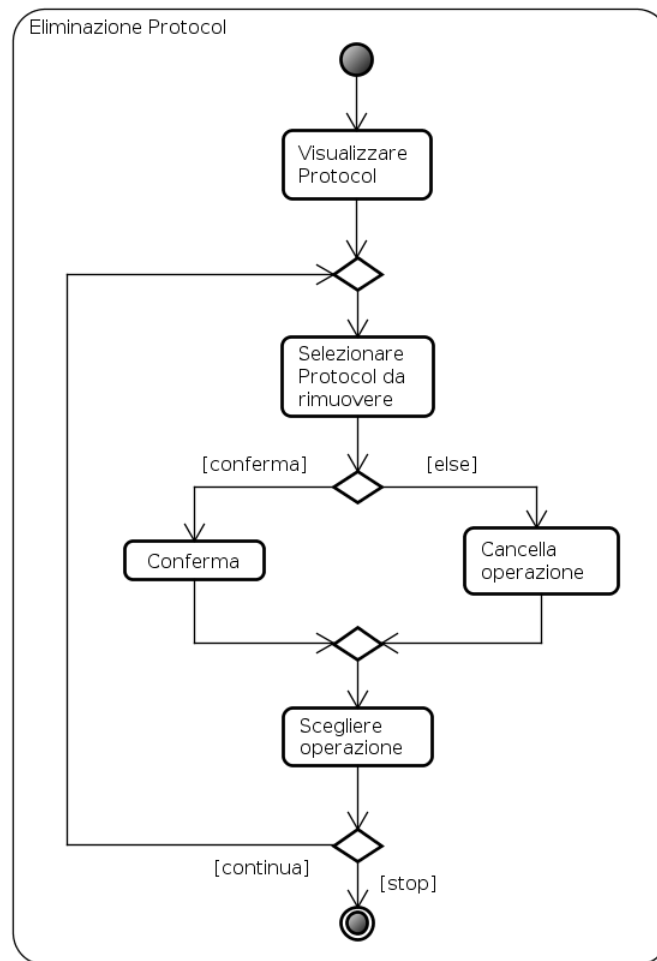 Eliminazione Protocol
Visualizzare
Protocol
Selezionare
Protocol da
rimuovere
[conferma]
[else]
Conferma
Cancella
operazione
Scegliere
operazione
[continua]
[stop]